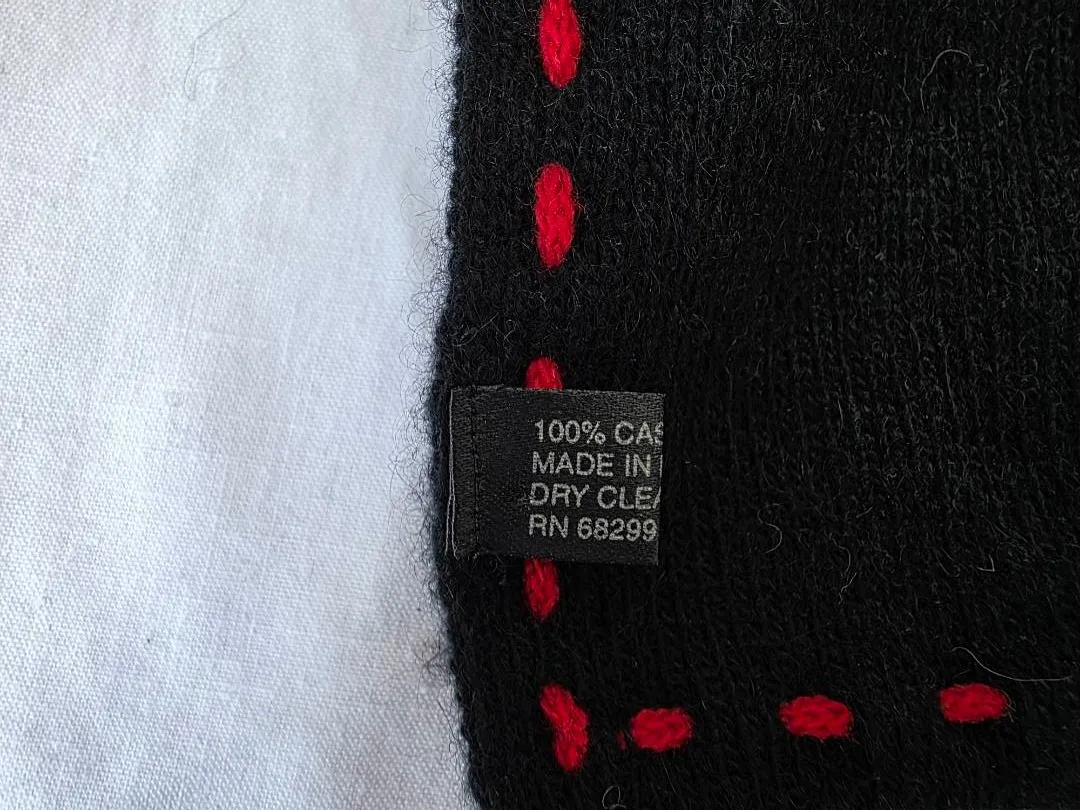 100% CAS
MADE IN
DRY CLEA
RN 68299